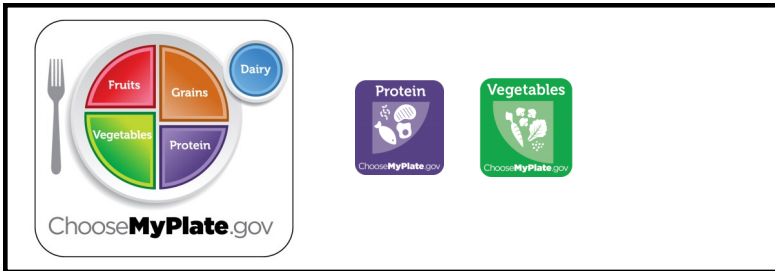 Fruits
Grains
Dairy
Vegetables
Protein
ChooseMyPlate.gov
Protein
ChooseMyPlate.gov
Vegetables
ChooseMyPlate.gov